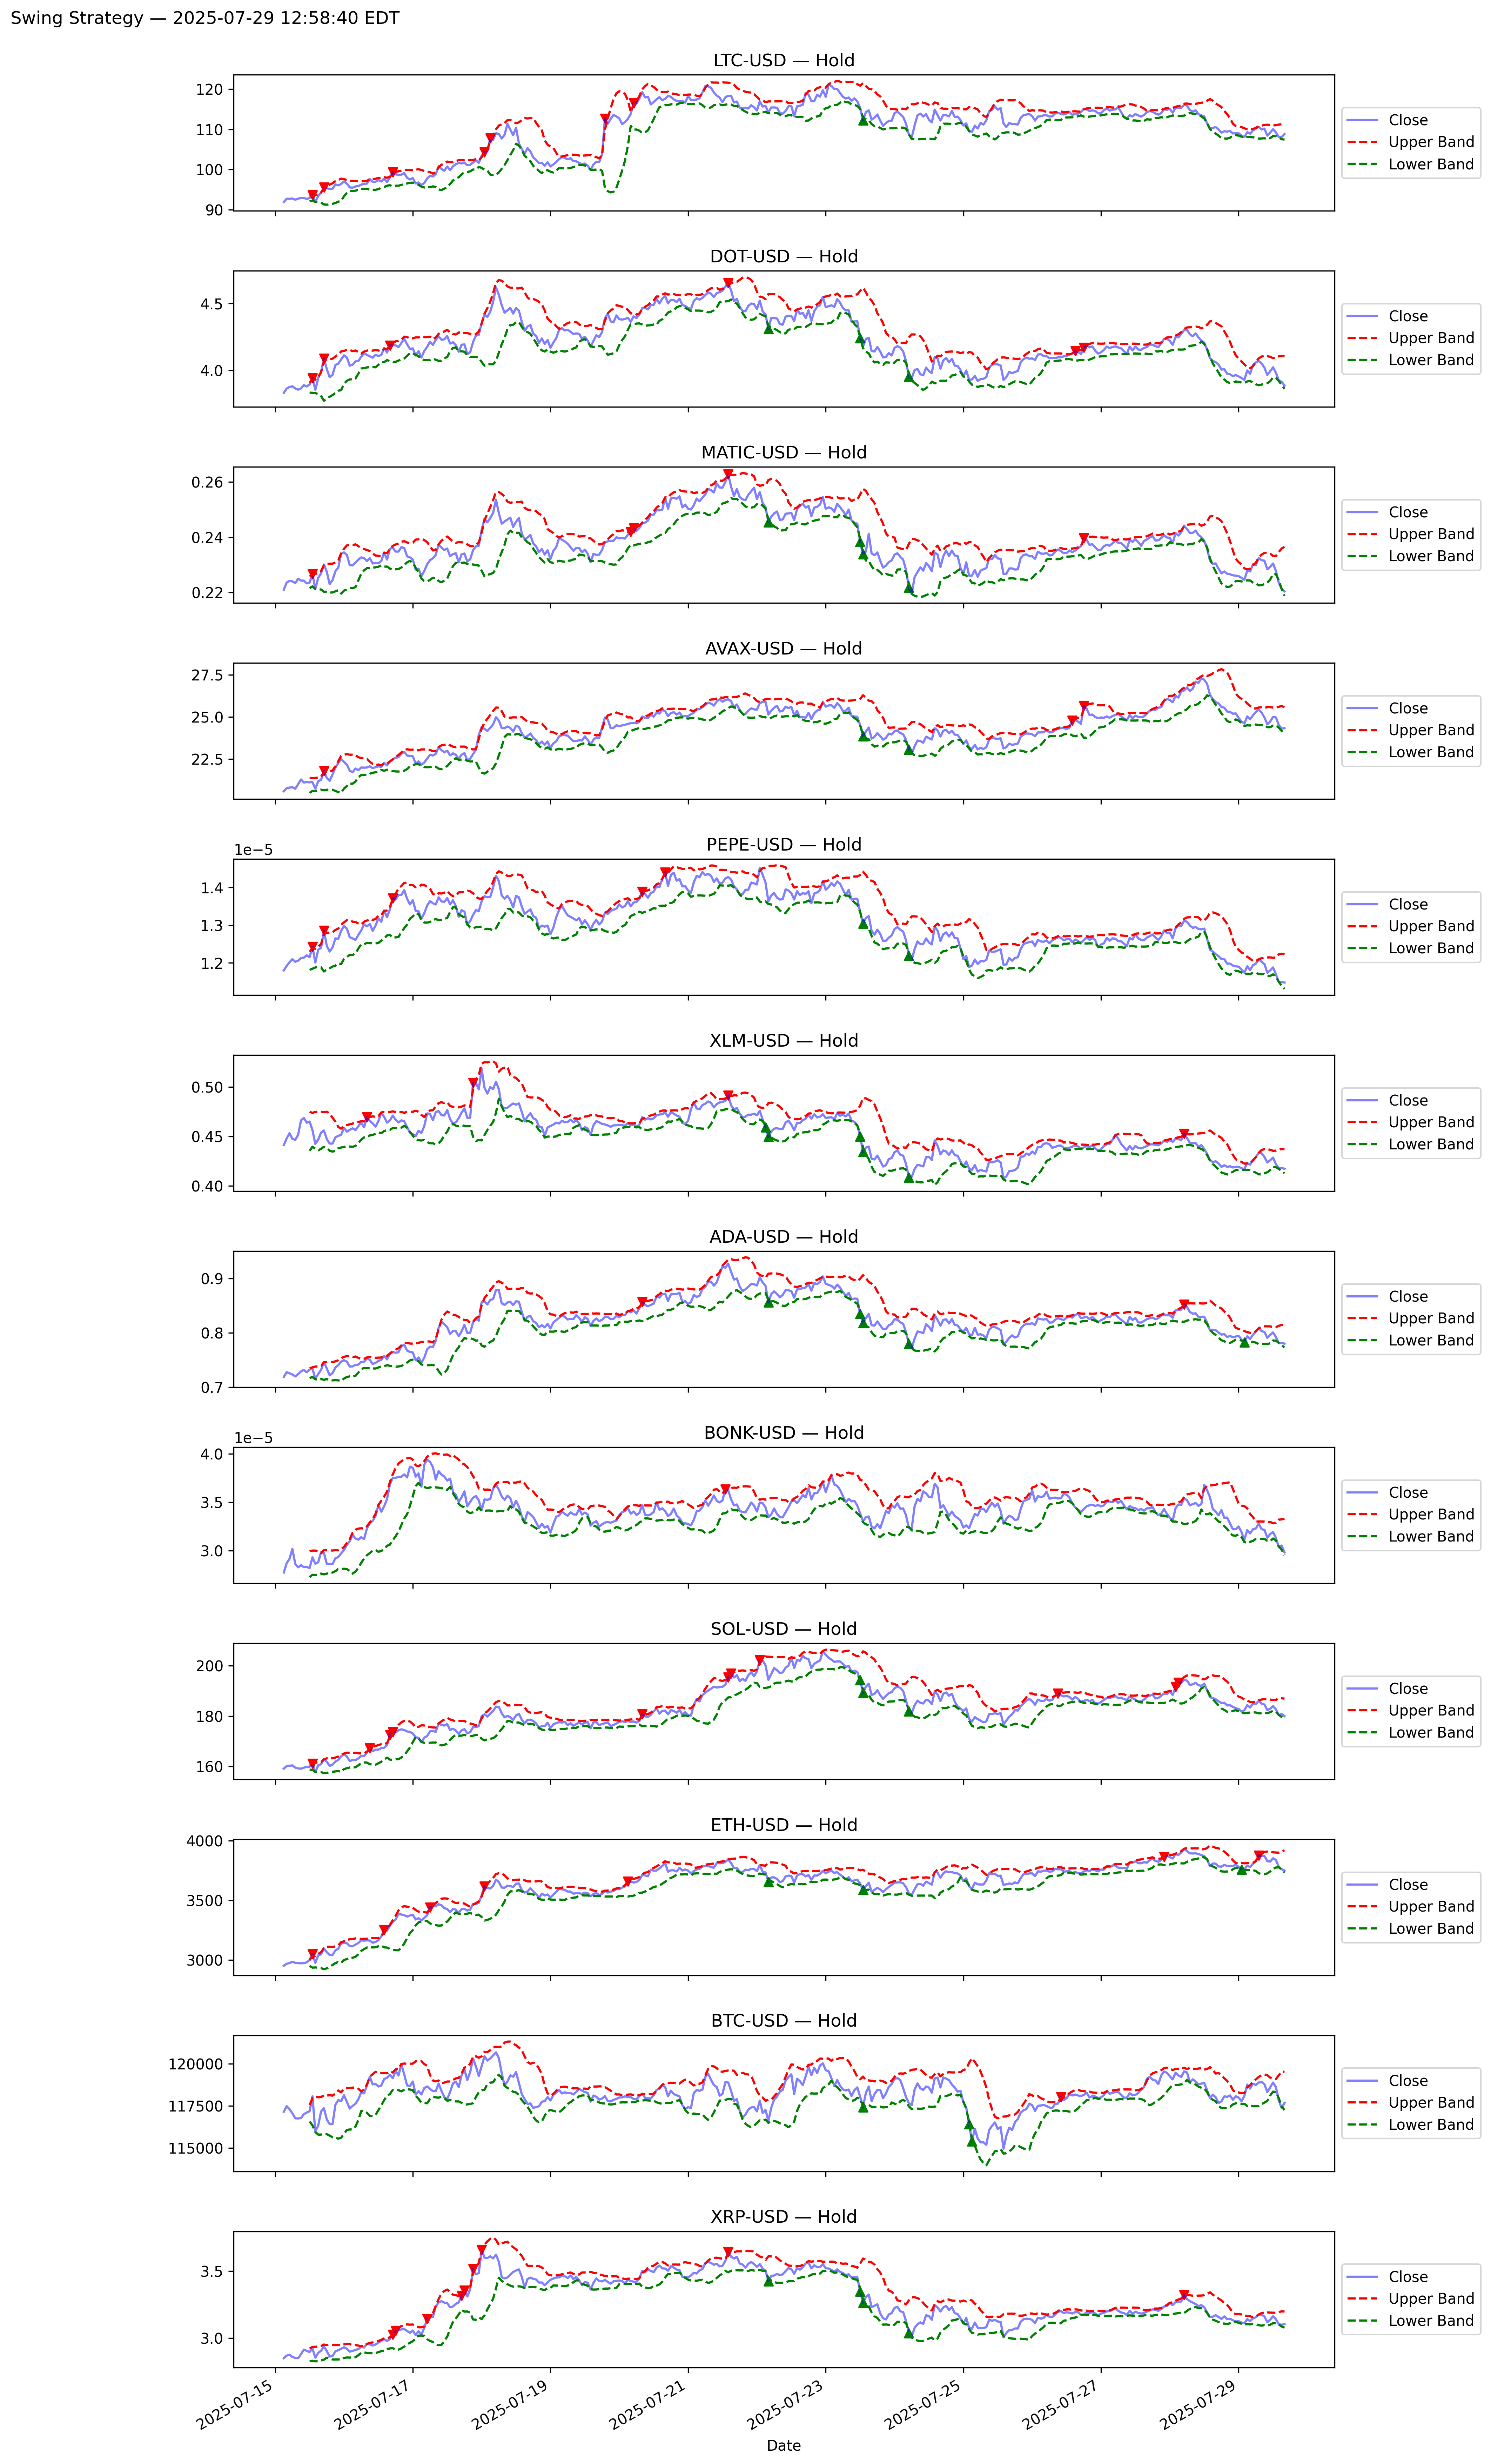 Swing Strategy — 2025-07-29 12:58:40 EDT
LTC-USD — Hold
120
110
100
90
Close
Upper Band
Lower Band
DOT-USD — Hold
4.5
4.0
Close
Upper Band
Lower Band
MATIC-USD — Hold
0.26
0.24
0.22
Close
Upper Band
Lower Band
AVAX-USD — Hold
27.5
25.0
22.5
Close
Upper Band
Lower Band
PEPE-USD — Hold
1e−5
1.4
1.3
1.2
Close
Upper Band
Lower Band
XLM-USD — Hold
0.50
0.45
0.40
Close
Upper Band
Lower Band
ADA-USD — Hold
0.9
0.8
0.7
Close
Upper Band
Lower Band
BONK-USD — Hold
1e−5
4.0
3.5
3.0
Close
Upper Band
Lower Band
SOL-USD — Hold
200
180
160
Close
Upper Band
Lower Band
ETH-USD — Hold
4000
3500
3000
Close
Upper Band
Lower Band
BTC-USD — Hold
120000
117500
115000
Close
Upper Band
Lower Band
XRP-USD — Hold
3.5
3.0
Close
Upper Band
Lower Band
2025-07-15
2025-07-17
2025-07-19
2025-07-21
2025-07-23
2025-07-25
2025-07-27
2025-07-29
Date